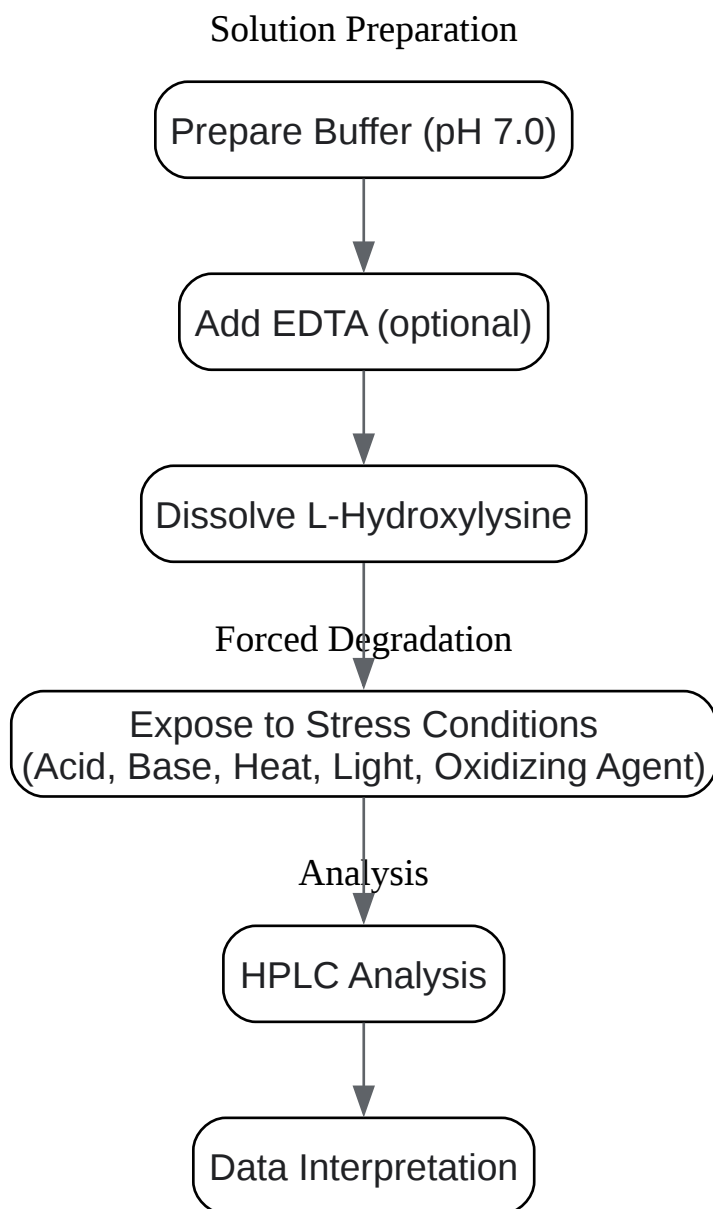 Solution Preparation
Prepare Buffer (pH 7.0)
Add EDTA (optional)
Dissolve L-Hydroxylysine
Forced Degradation
Expose to Stress Conditions
(Acid, Base, Heat, Light, Oxidizing Agent)
Analysis
HPLC Analysis
Data Interpretation